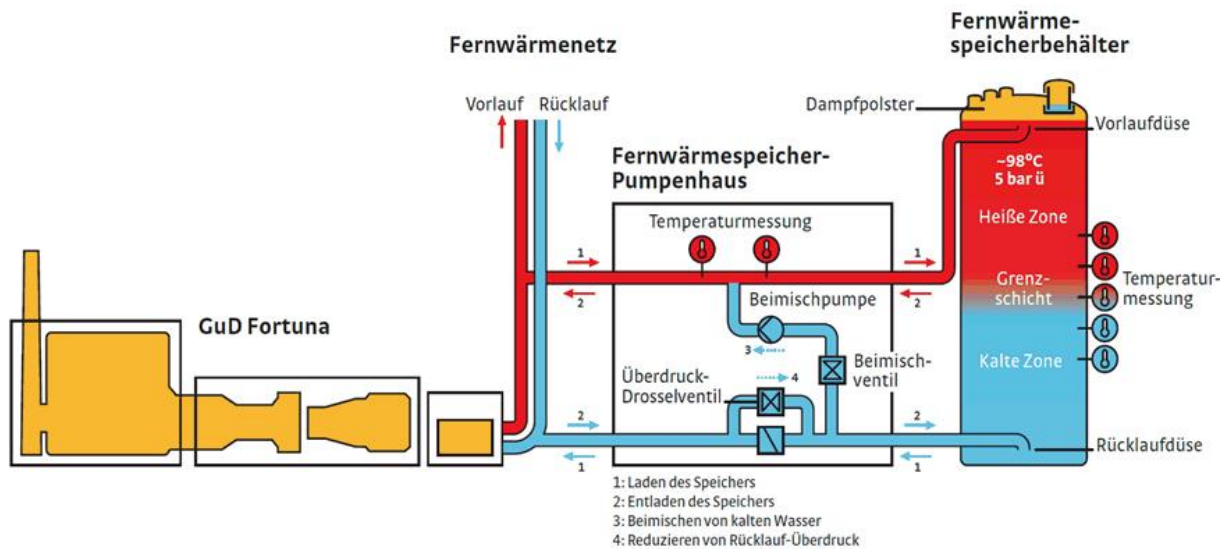 Fernwärmenetz
Fernwärme-
speicherbehälter
Vorlauf
Rücklauf
Dampfpolster
Vorlaufdüse
Fernwärmespeicher-
Pumpenhaus
~98°C
5 bar ü
Temperaturmessung
Heiße Zone
1
1
2
2
Grenz-
schicht
Temperatur-
messung
Beimischpumpe
GuD Fortuna
3
Beimisch-
ventil
Kalte Zone
Überdruck-
Drosselventil
4
2
2
1
1
Rücklaufdüse
1: Laden des Speichers
2: Entladen des Speichers
3: Beimischen von kalten Wasser
4: Reduzieren von Rücklauf-Überdruck